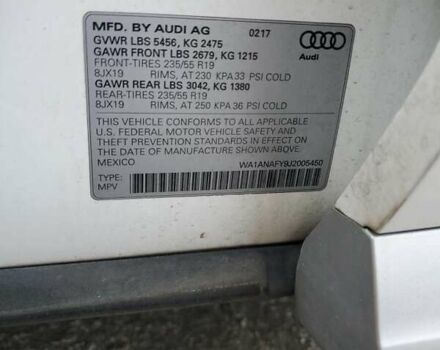 MFD. BY AUDI AG 0217
GVWR LBS 5456, KG 2475
GAWR FRONT LBS 2679, KG 1215
FRONT-TIRES 235/55 R19
8JX19 RIMS, AT 230 KPA 33 PSI COLD
GAWR REAR LBS 3042, KG 1380
REAR-TIRES 235/55 R19
8JX19 RIMS, AT 250 KPA 36 PSI COLD
Audi
THIS VEHICLE CONFORMS TO ALL APPLICABLE
U.S. FEDERAL MOTOR VEHICLE SAFETY AND
THEFT PREVENTION STANDARDS IN EFFECT ON
THE DATE OF MANUFACTURE SHOWN ABOVE.
MEXICO WA1ANAFY9J2005450
TYPE:
MPV